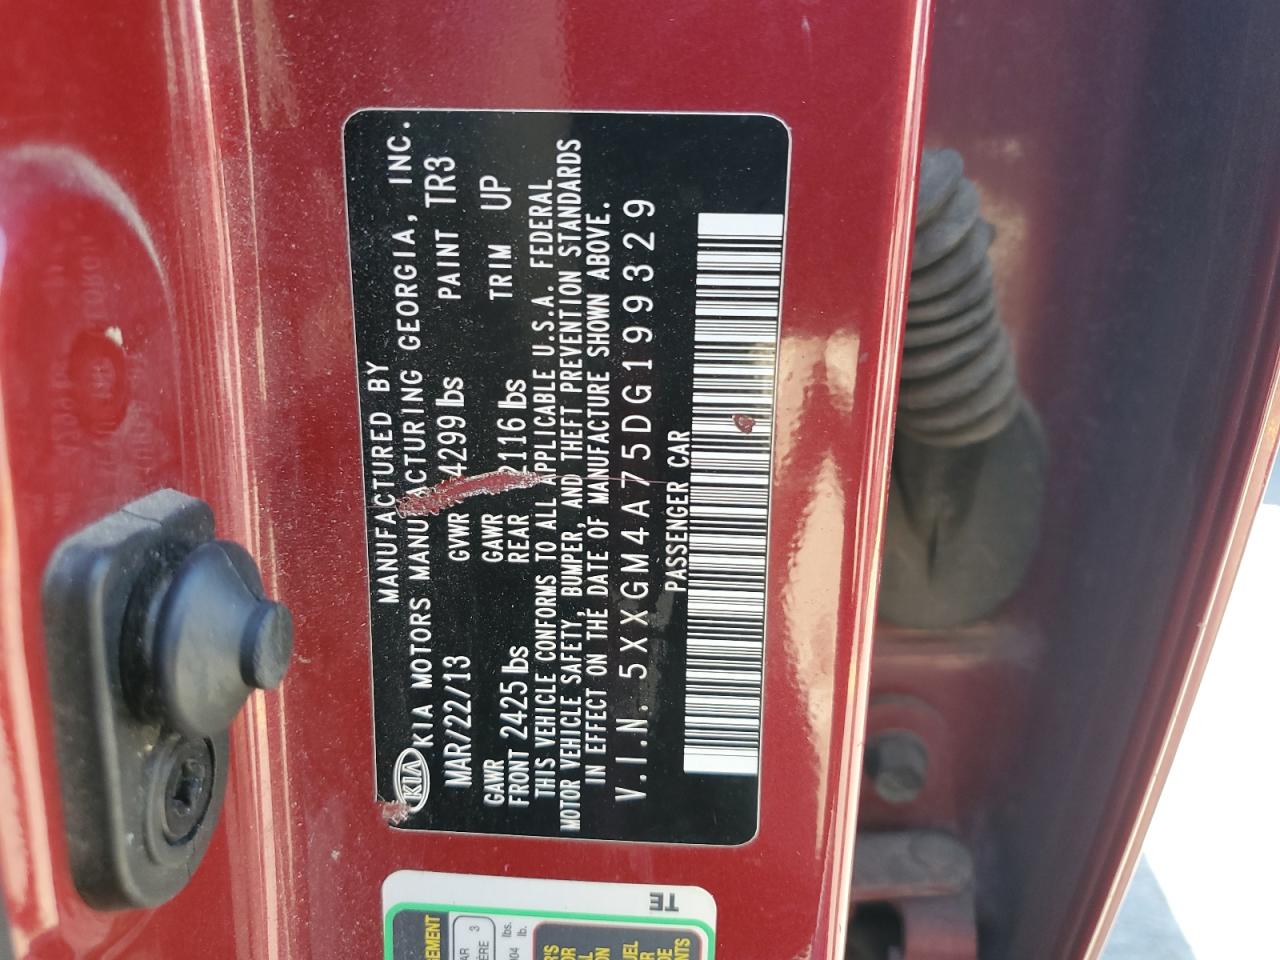 MANUFACTURED BY
KIA KIA MOTORS MANUFACTURING GEORGIA, INC.
MAR/22/13 GVWR 4299 lbs PAINT TR3
GAWR FRONT 2425 lbs GAWR REAR 2116 lbs TRIM UP
THIS VEHICLE CONFORMS TO ALL APPLICABLE U.S.A. FEDERAL
MOTOR VEHICLE SAFETY, BUMPER, AND THEFT PREVENTION STANDARDS
IN EFFECT ON THE DATE OF MANUFACTURE SHOWN ABOVE.
V.I.N. 5XXGM4A75DG199329
PASSENGER CAR